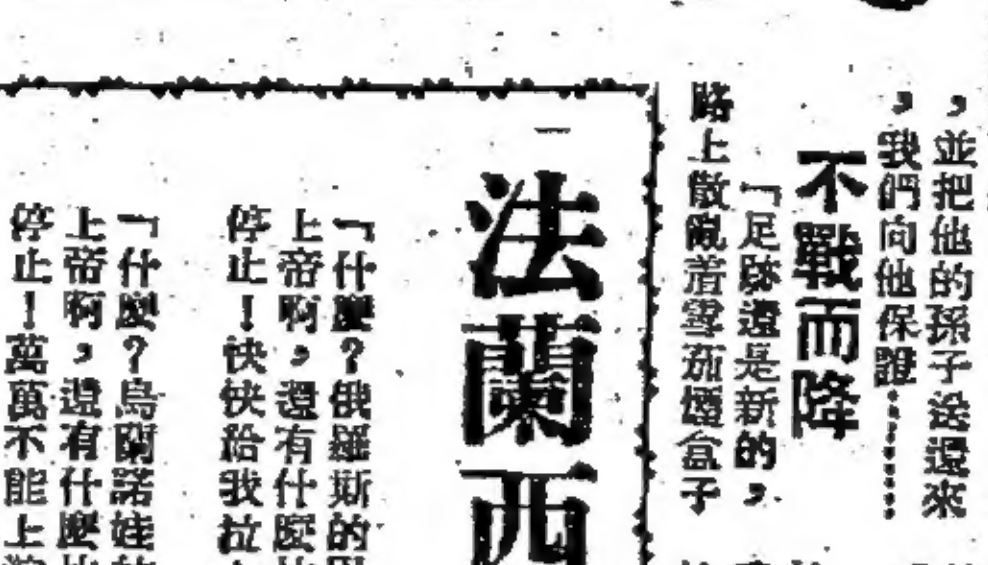 ，並把他的孫子送還來
，我們向他保證………
不戰而降
「足跡還是新的，
路上散亂着雪茄煙盒子
一
法蘭西
「什麼？俄羅斯的
上帝啊，還有什麼
停止！快快給我拉
「什麼？烏蘭諾娃
上帝啊，還有什麼
停止！萬萬不能上演